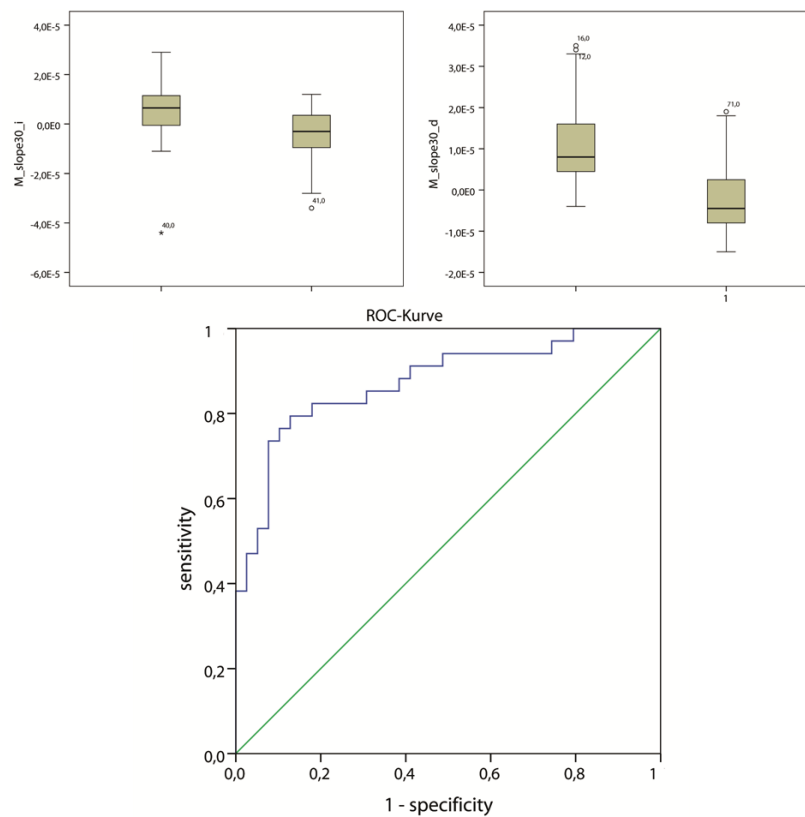 4,0E-5
2,0E-5
0,0E0
-2,0E-5
-4,0E-5
-6,0E-5
M_slope30_i
40,0
41,0
4,0E-5
3,0E-5
2,0E-5
1,0E-5
0,0E0
-1,0E-5
-2,0E-5
M_slope30_d
16,0
12,0
71,0
1
ROC-Kurve
1
0,8
0,6
0,4
0,2
0,0
sensitivity
0,0 0,2 0,4 0,6 0,8 1
1 - specificity